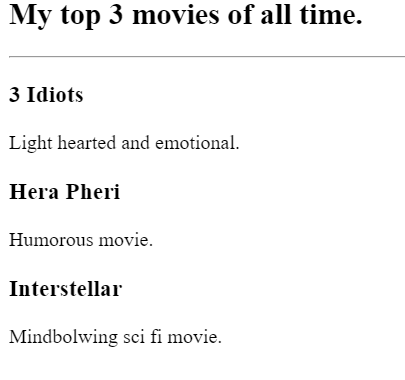 My top 3 movies of all time.
3 Idiots
Light hearted and emotional.
Hera Pheri
Humorous movie.
Interstellar
Mindbolwing sci fi movie.